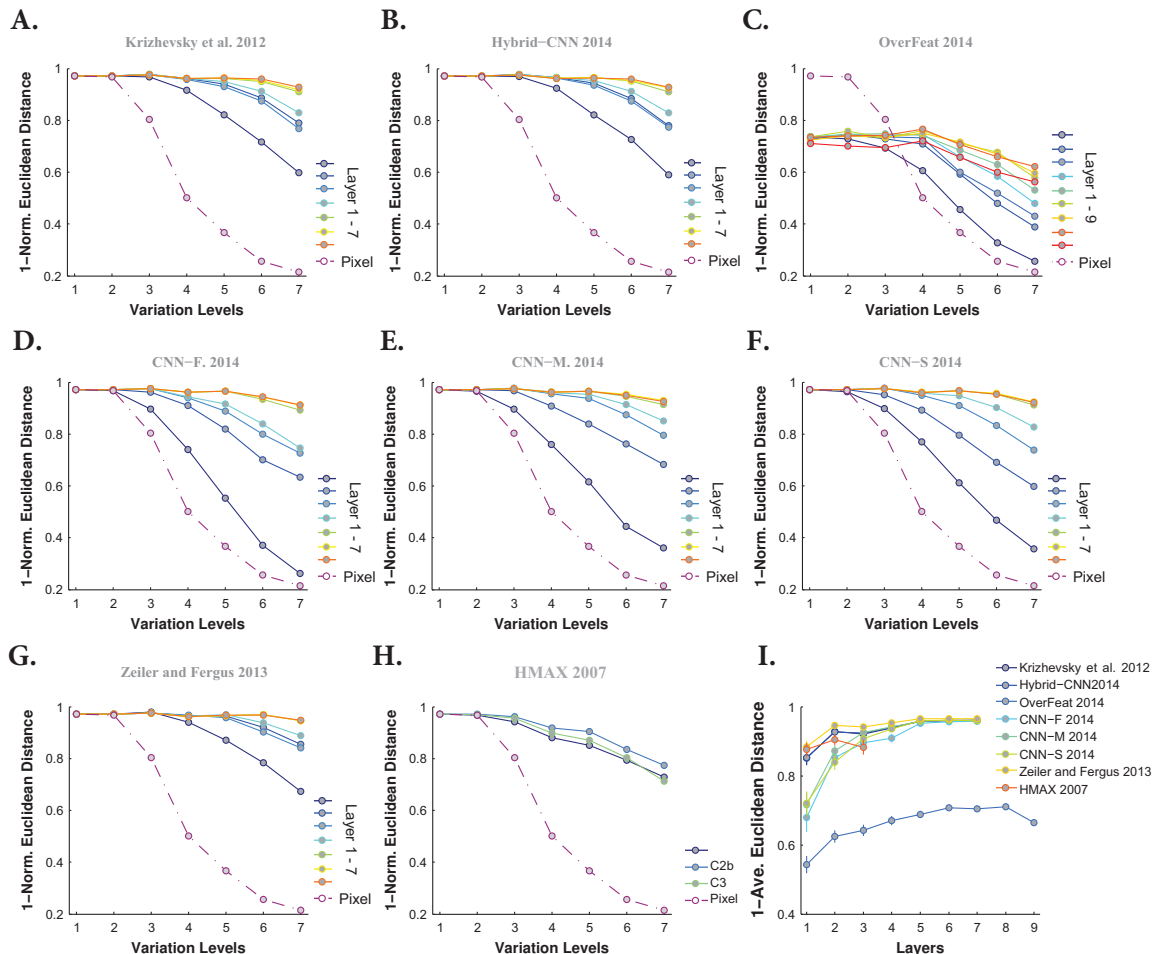 A.
Krizhevsky et al. 2012
1−Norm. Euclidean Distance
1
0.8
0.6
0.4
0.2
1 2 3 4 5 6 7
Variation Levels
Layer 1 - 7
Pixel
B.
Hybrid−CNN 2014
1−Norm. Euclidean Distance
1
0.8
0.6
0.4
0.2
1 2 3 4 5 6 7
Variation Levels
Layer 1 - 7
Pixel
C.
OverFeat 2014
1−Norm. Euclidean Distance
1
0.8
0.6
0.4
0.2
1 2 3 4 5 6 7
Variation Levels
Layer 1 - 9
Pixel
D.
CNN−F. 2014
1−Norm. Euclidean Distance
1
0.8
0.6
0.4
0.2
1 2 3 4 5 6 7
Variation Levels
Layer 1 - 7
Pixel
E.
CNN−M. 2014
1−Norm. Euclidean Distance
1
0.8
0.6
0.4
0.2
1 2 3 4 5 6 7
Variation Levels
Layer 1 - 7
Pixel
F.
CNN−S 2014
1−Norm. Euclidean Distance
1
0.8
0.6
0.4
0.2
1 2 3 4 5 6 7
Variation Levels
Layer 1 - 7
Pixel
G.
Zeiler and Fergus 2013
1−Norm. Euclidean Distance
1
0.8
0.6
0.4
0.2
1 2 3 4 5 6 7
Variation Levels
Layer 1 - 7
Pixel
H.
HMAX 2007
1−Norm. Euclidean Distance
1
0.8
0.6
0.4
0.2
1 2 3 4 5 6 7
Variation Levels
C2b
C3
Pixel
I.
1−Ave. Euclidean Distance
1
0.8
0.6
0.4
1 2 3 4 5 6 7 8 9
Layers
Krizhevsky et al. 2012
Hybrid−CNN2014
OverFeat 2014
CNN−F 2014
CNN−M 2014
CNN−S 2014
Zeiler and Fergus 2013
HMAX 2007